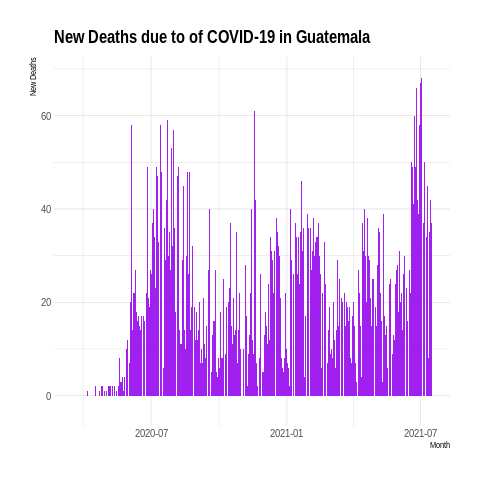 New Deaths due to of COVID-19 in Guatemala
New Deaths
60
40
20
0
2020-07
2021-01
2021-07
Month